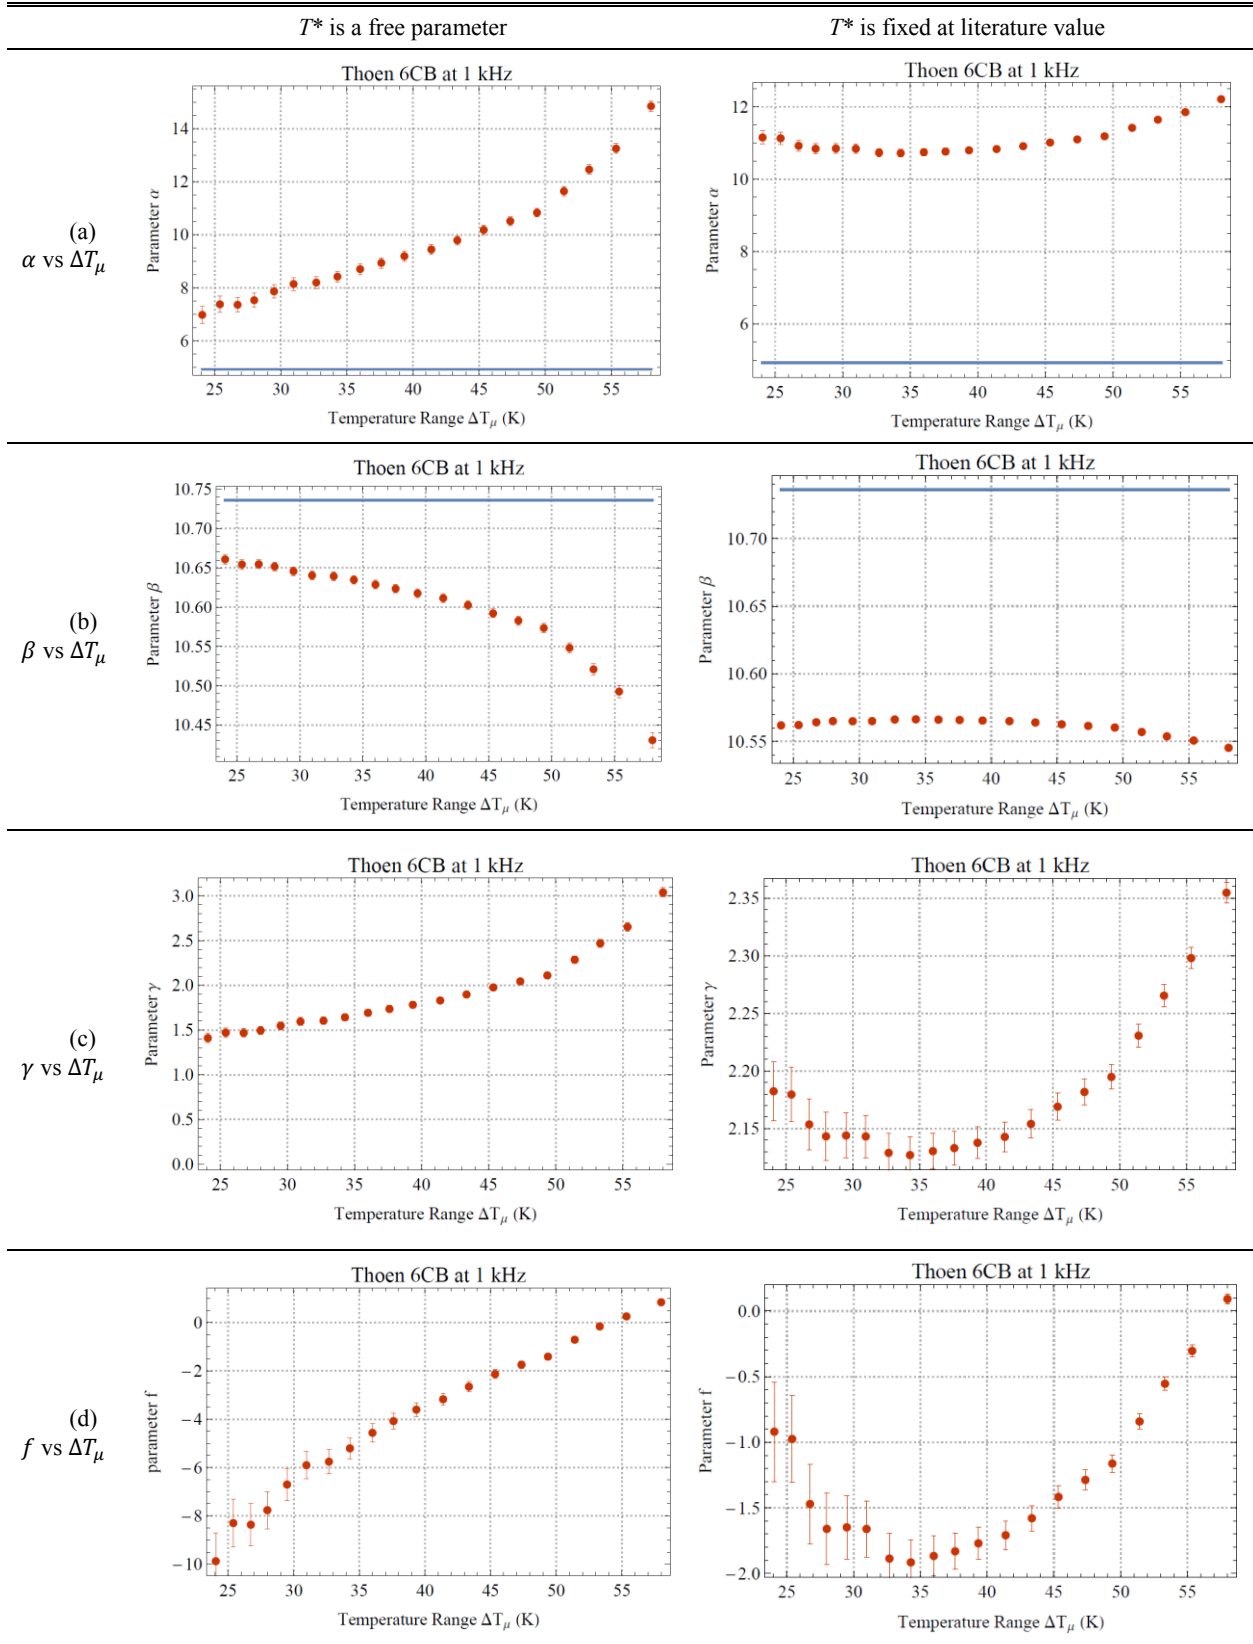 T* is a free parameter
T* is fixed at literature value
(a)
α vs ΔTμ
Thoen 6CB at 1 kHz
Parameter α
14
12
10
8
6
25 30 35 40 45 50 55
Temperature Range ΔTμ (K)
Thoen 6CB at 1 kHz
Parameter α
12
10
8
6
25 30 35 40 45 50 55
Temperature Range ΔTμ (K)
(b)
β vs ΔTμ
Thoen 6CB at 1 kHz
Parameter β
10.75
10.70
10.65
10.60
10.55
10.50
10.45
25 30 35 40 45 50 55
Temperature Range ΔTμ (K)
Thoen 6CB at 1 kHz
Parameter β
10.70
10.65
10.60
10.55
25 30 35 40 45 50 55
Temperature Range ΔTμ (K)
(c)
γ vs ΔTμ
Thoen 6CB at 1 kHz
Parameter γ
3.0
2.5
2.0
1.5
1.0
0.5
0.0
25 30 35 40 45 50 55
Temperature Range ΔTμ (K)
Thoen 6CB at 1 kHz
Parameter γ
2.35
2.30
2.25
2.20
2.15
25 30 35 40 45 50 55
Temperature Range ΔTμ (K)
(d)
f vs ΔTμ
Thoen 6CB at 1 kHz
parameter f
0
−2
−4
−6
−8
−10
25 30 35 40 45 50 55
Temperature Range ΔTμ (K)
Thoen 6CB at 1 kHz
Parameter f
0.0
−0.5
−1.0
−1.5
−2.0
25 30 35 40 45 50 55
Temperature Range ΔTμ (K)